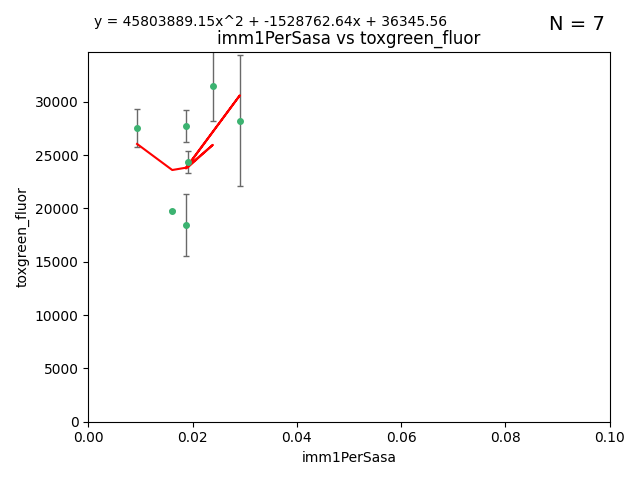 y = 45803889.15x^2 + -1528762.64x + 36345.56
N = 7
imm1PerSasa vs toxgreen_fluor
30000
25000
20000
15000
10000
5000
0
toxgreen_fluor
0.00 0.02 0.04 0.06 0.08 0.10
imm1PerSasa